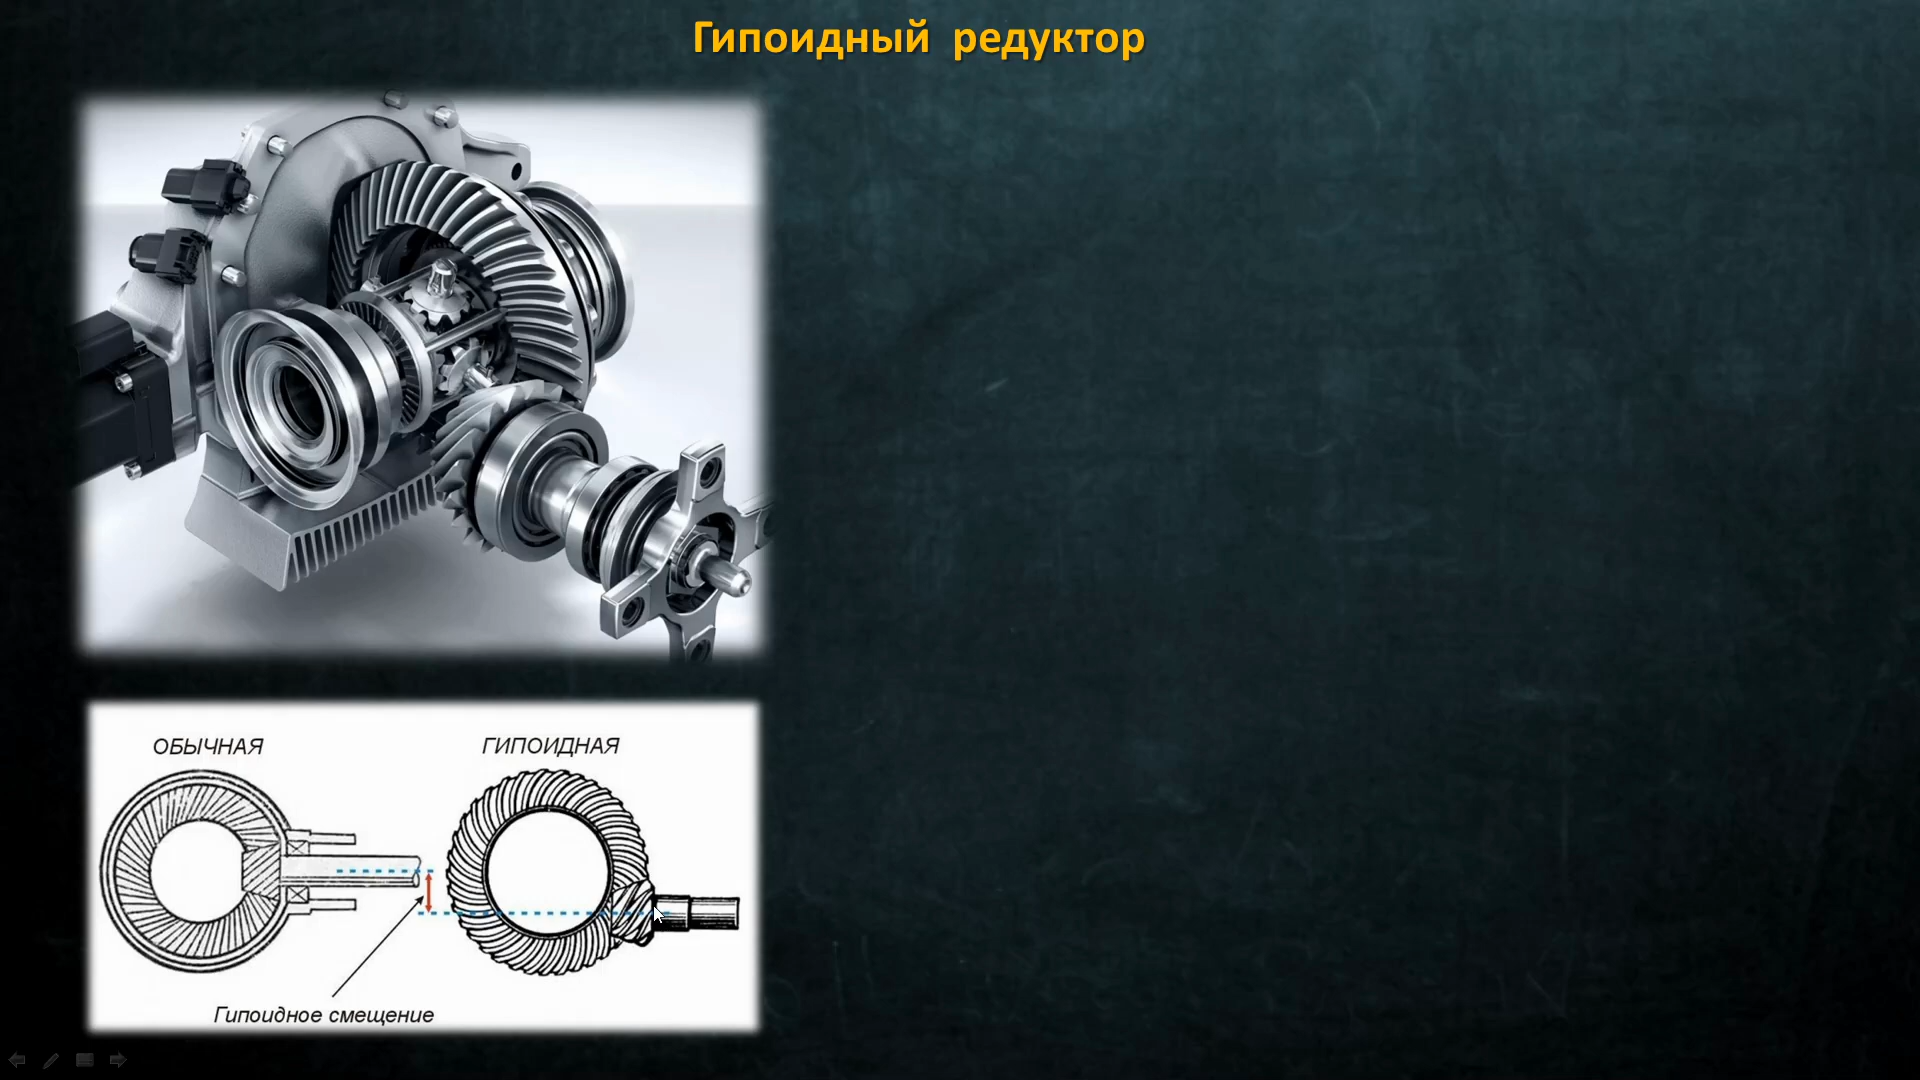 Гипоидный редуктор
ОБЫЧНАЯ
ГИПОИДНАЯ
Гипоидное смещение